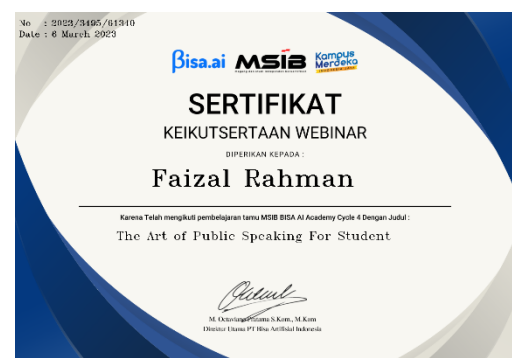 No : 2023/3495/61340
Date : 6 March 2023
Bisa.ai MSIB Kampus Merdeka
SERTIFIKAT
KEIKUTSERTAAN WEBINAR
DIPERIKAN KEPADA :
Faizal Rahman
Karena Telah mengikuti pembelajaran tamu MSIB BISA AI Academy Cycle 4 Dengan Judul :
The Art of Public Speaking For Student
M. Octaviano Pratama S.Kom., M.Kom
Direktur Utama PT Bisa Artifisial Indonesia